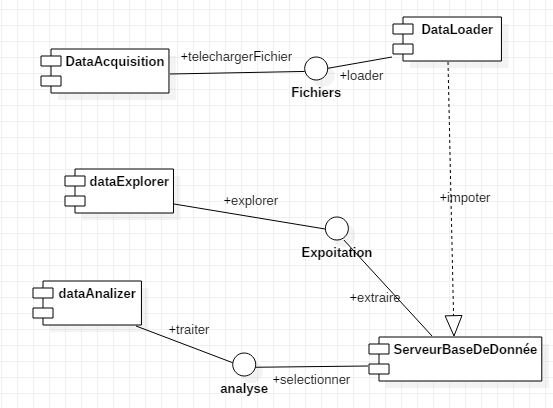 DataLoader
DataAcquisition
+telechargerFichier
+loader
Fichiers
dataExplorer
+explorer
+impoter
Expoitation
dataAnalizer
+extraire
+traiter
ServeurBaseDeDonnée
analyse
+selectionner